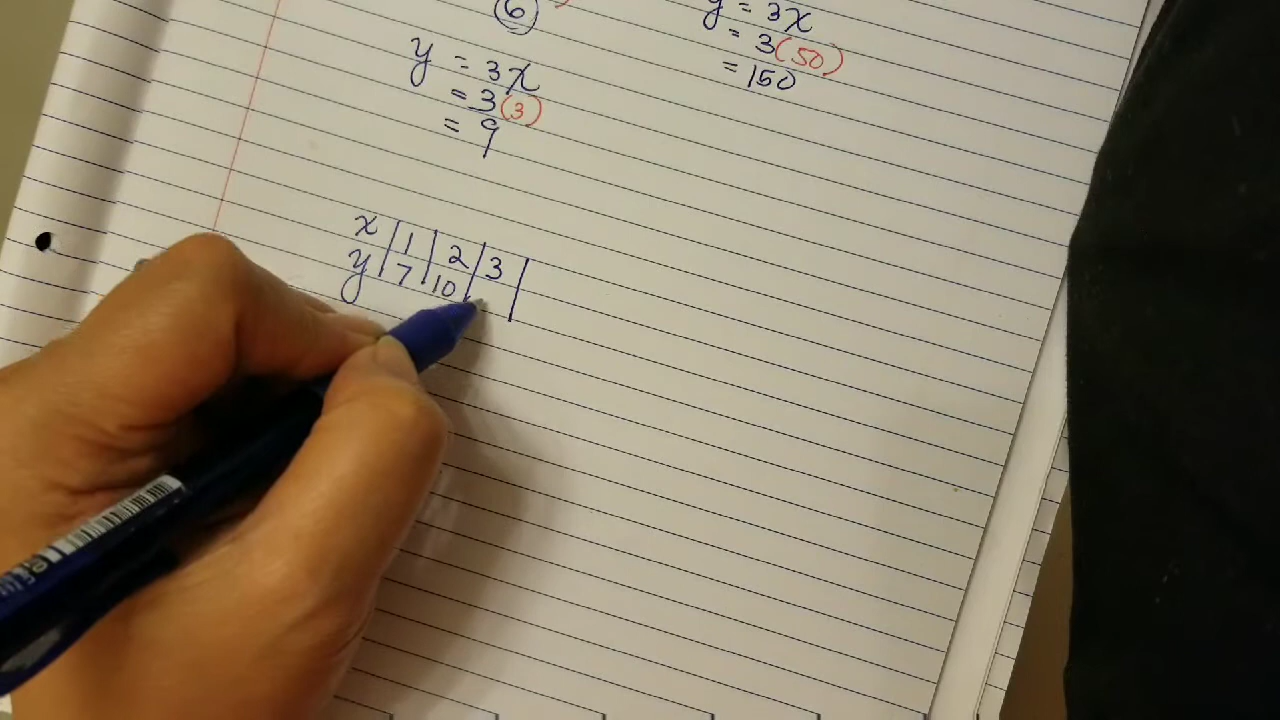 6
y = 3x
= 3(50)
= 150
y = 3x
= 3(3)
= 9
x 1 2 3
y 7 10